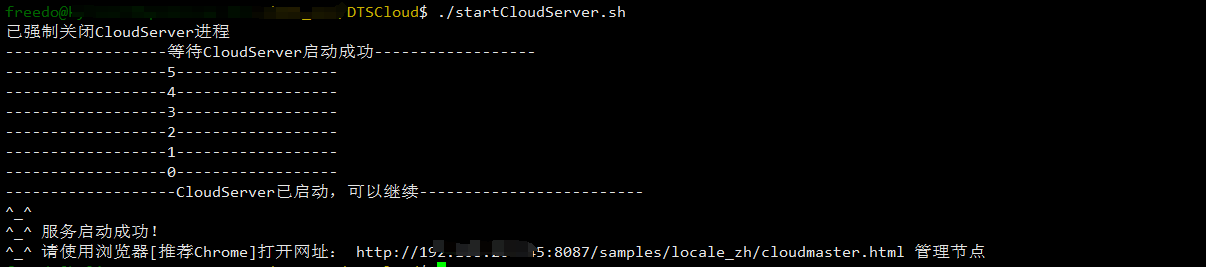 freedo@ DTSCloud$ ./startCloudServer.sh
已强制关闭CloudServer进程
-----------------等待CloudServer启动成功-----------------
-----------------5-----------------
-----------------4-----------------
-----------------3-----------------
-----------------2-----------------
-----------------1-----------------
-----------------0-----------------
------------------CloudServer已启动，可以继续------------------------
^_^
^_^ 服务启动成功！
^_^ 请使用浏览器[推荐Chrome]打开网址： http://192. 45:8087/samples/locale_zh/cloudmaster.html 管理节点